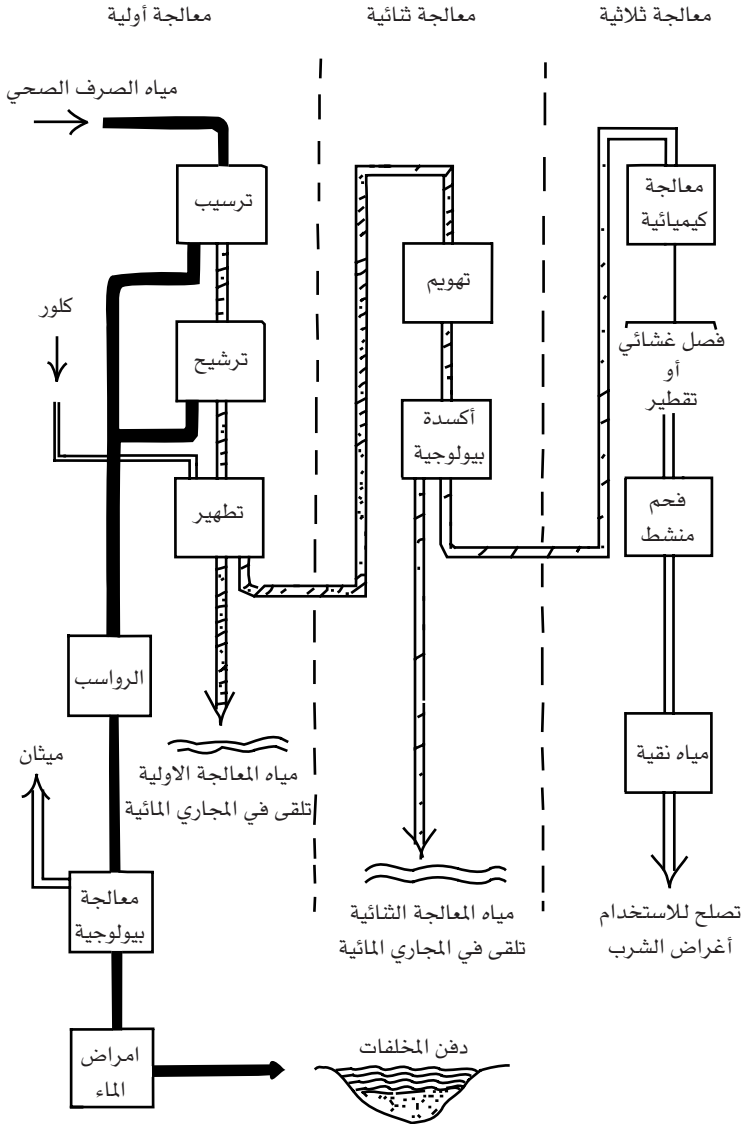 معالجة أولية
معالجة ثنائية
معالجة ثلاثية
مياه الصرف الصحي
ترسيب
كلور
ترشيح
تطهير
الرواسب
ميثان
مياه المعالجة الاولية
تلقى في المجاري المائية
معالجة
بيولوجية
امراض
الماء
دفن المخلفات
تهويم
أكسدة
بيولوجية
مياه المعالجة الثنائية
تلقى في المجاري المائية
معالجة
كيميائية
فصل غشائي
أو
تقطير
فحم
منشط
مياه نقية
تصلح للاستخدام
أغراض الشرب